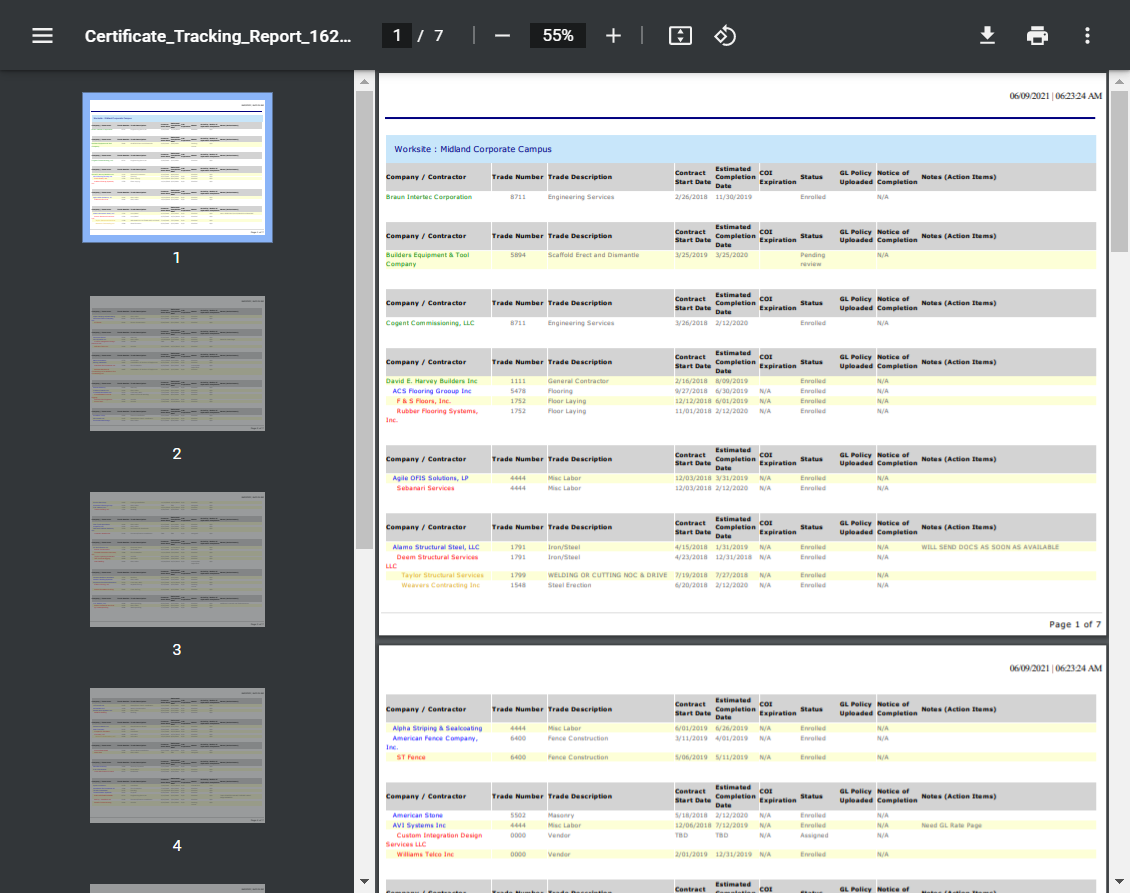 Certificate_Tracking_Report_162... 1 / 7 55%
1
2
3
4
06/09/2021 | 06:23:24 AM
Worksite : Midland Corporate Campus
Company / Contractor Trade Number Trade Description Contract Start Date Estimated Completion Date COI Expiration Status GL Policy Uploaded Notice of Completion Notes (Action Items)
Braun Intertec Corporation 8711 Engineering Services 2/26/2018 11/30/2019 Enrolled N/A
Company / Contractor Trade Number Trade Description Contract Start Date Estimated Completion Date COI Expiration Status GL Policy Uploaded Notice of Completion Notes (Action Items)
Builders Equipment & Tool Company 5094 Scaffold Erect and Dismantle 3/25/2019 3/25/2020 Pending review N/A
Company / Contractor Trade Number Trade Description Contract Start Date Estimated Completion Date COI Expiration Status GL Policy Uploaded Notice of Completion Notes (Action Items)
Cogent Commissioning, LLC 8711 Engineering Services 3/26/2018 2/12/2020 Enrolled N/A
Company / Contractor Trade Number Trade Description Contract Start Date Estimated Completion Date COI Expiration Status GL Policy Uploaded Notice of Completion Notes (Action Items)
David E. Harvey Builders Inc 1111 General Contractor 2/16/2018 8/09/2019 Enrolled N/A
ACS Flooring Grooup Inc 5478 Flooring 9/27/2018 6/30/2019 N/A Enrolled N/A
F & S Floors, Inc. 1752 Floor Laying 12/12/2018 6/01/2019 N/A Enrolled N/A
Rubber Flooring Systems, Inc. 1752 Floor Laying 11/01/2018 2/12/2020 N/A Enrolled N/A
Company / Contractor Trade Number Trade Description Contract Start Date Estimated Completion Date COI Expiration Status GL Policy Uploaded Notice of Completion Notes (Action Items)
Agile OFIS Solutions, LP 4444 Misc Labor 12/03/2018 3/31/2019 N/A Enrolled N/A
Sebanari Services 4444 Misc Labor 12/03/2018 2/12/2020 N/A Enrolled N/A
Company / Contractor Trade Number Trade Description Contract Start Date Estimated Completion Date COI Expiration Status GL Policy Uploaded Notice of Completion Notes (Action Items)
Alamo Structural Steel, LLC 1791 Iron/Steel 4/15/2018 1/31/2019 N/A Enrolled N/A WILL SEND DOCS AS SOON AS AVAILABLE
Deem Structural Services LLC 1791 Iron/Steel 4/23/2018 12/31/2018 N/A Enrolled N/A
Taylor Structural Services 1799 WELDING OR CUTTING NOC & DRIVE 7/19/2018 7/27/2018 N/A Enrolled N/A
Weavers Contracting Inc 1548 Steel Erection 6/20/2018 2/12/2020 N/A Enrolled N/A
Page 1 of 7
06/09/2021 | 06:23:24 AM
Company / Contractor Trade Number Trade Description Contract Start Date Estimated Completion Date COI Expiration Status GL Policy Uploaded Notice of Completion Notes (Action Items)
Alpha Striping & Sealcoating 4444 Misc Labor 6/01/2019 6/26/2019 N/A Enrolled N/A
American Fence Company, Inc. 6400 Fence Construction 3/11/2019 4/01/2019 N/A Enrolled N/A
ST Fence 6400 Fence Construction 5/06/2019 5/11/2019 N/A Enrolled N/A
Company / Contractor Trade Number Trade Description Contract Start Date Estimated Completion Date COI Expiration Status GL Policy Uploaded Notice of Completion Notes (Action Items)
American Stone 5502 Masonry 5/18/2018 2/12/2020 N/A Enrolled N/A
AVI Systems Inc 4444 Misc Labor 12/06/2018 7/12/2019 N/A Enrolled N/A Need GL Rate Page
Custom Integration Design Services LLC 0000 Vendor TBD TBD N/A Assigned N/A
Williams Telco Inc 0000 Vendor 2/01/2019 12/31/2019 N/A Enrolled N/A
Contract Estimated GL Policy Notice of